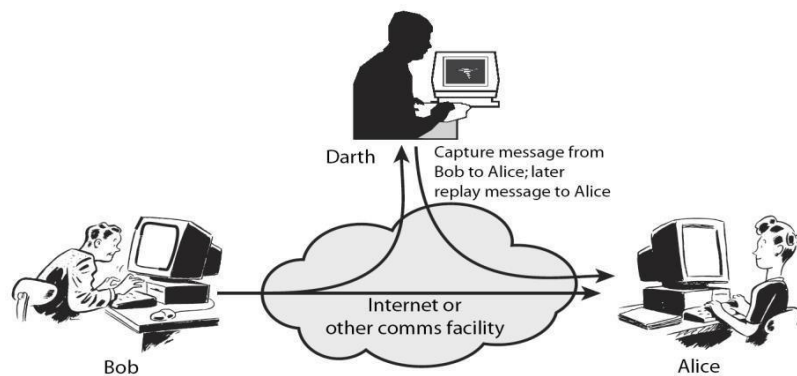 Darth
Capture message from
Bob to Alice; later
replay message to Alice
Internet or
other comms facility
Bob
Alice